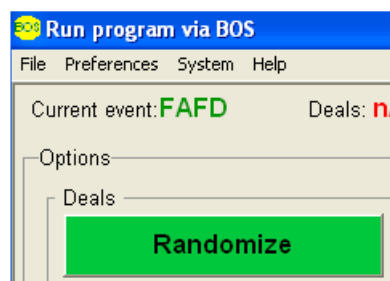 BOS Run program via BOS
File Preferences System Help
Current event:FAFD Deals:
Options
Deals
Randomize